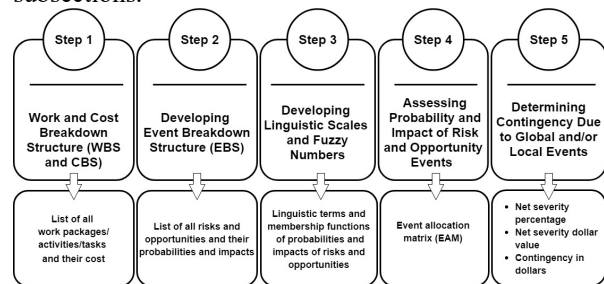 subsections.
Step 1
Step 2
Step 3
Step 4
Step 5
Work and Cost
Breakdown
Structure (WBS
and CBS)
Developing
Event Breakdown
Structure (EBS)
Developing
Linguistic Scales
and Fuzzy
Numbers
Assessing
Probability and
Impact of Risk
and Opportunity
Events
Determining
Contingency Due
to Global and/or
Local Events
List of all
work packages/
activities/tasks
and their cost
List of all risks and
opportunities and their
probabilities and impacts
Linguistic terms and
membership functions
of probabilities and
impacts of risks and
opportunities
Event allocation
matrix (EAM)
• Net severity
percentage
• Net severity dollar
value
• Contingency in
dollars